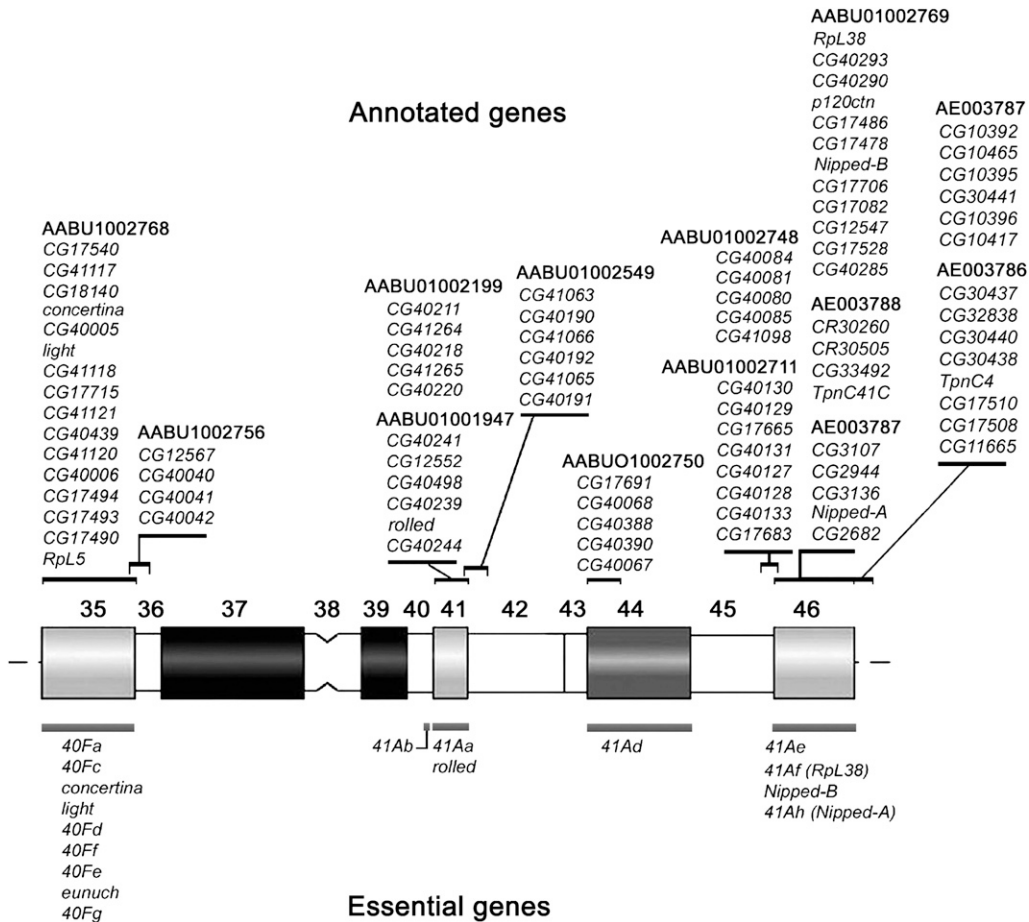 Annotated genes
AABU1002768
CG17540
CG41117
CG18140
concertina
CG40005
light
CG41118
CG17715
CG41121
CG40439
CG41120
CG40006
CG17494
CG17493
CG17490
RpL5
AABU1002756
CG12567
CG40040
CG40041
CG40042
AABU01002199
CG40211
CG41264
CG40218
CG41265
CG40220
AABU01001947
CG40241
CG12552
CG40498
CG40239
rolled
CG40244
AABU01002549
CG41063
CG40190
CG41066
CG40192
CG41065
CG40191
AABUO1002750
CG17691
CG40068
CG40388
CG40390
CG40067
AABU01002748
CG40084
CG40081
CG40080
CG40085
CG41098
AABU01002711
CG40130
CG40129
CG17665
CG40131
CG40127
CG40128
CG40133
CG17683
AABU01002769
RpL38
CG40293
CG40290
p120ctn
CG17486
CG17478
Nipped-B
CG17706
CG17082
CG12547
CG17528
CG40285
AE003788
CR30260
CR30505
CG33492
TpnC41C
AE003787
CG3107
CG2944
CG3136
Nipped-A
CG2682
AE003787
CG10392
CG10465
CG10395
CG30441
CG10396
CG10417
AE003786
CG30437
CG32838
CG30440
CG30438
TpnC4
CG17510
CG17508
CG11665
35 36 37 38 39 40 41 42 43 44 45 46
40Fa
40Fc
concertina
light
40Fd
40Ff
40Fe
eunuch
40Fg
41Ab
41Aa
rolled
41Ad
41Ae
41Af (RpL38)
Nipped-B
41Ah (Nipped-A)
Essential genes